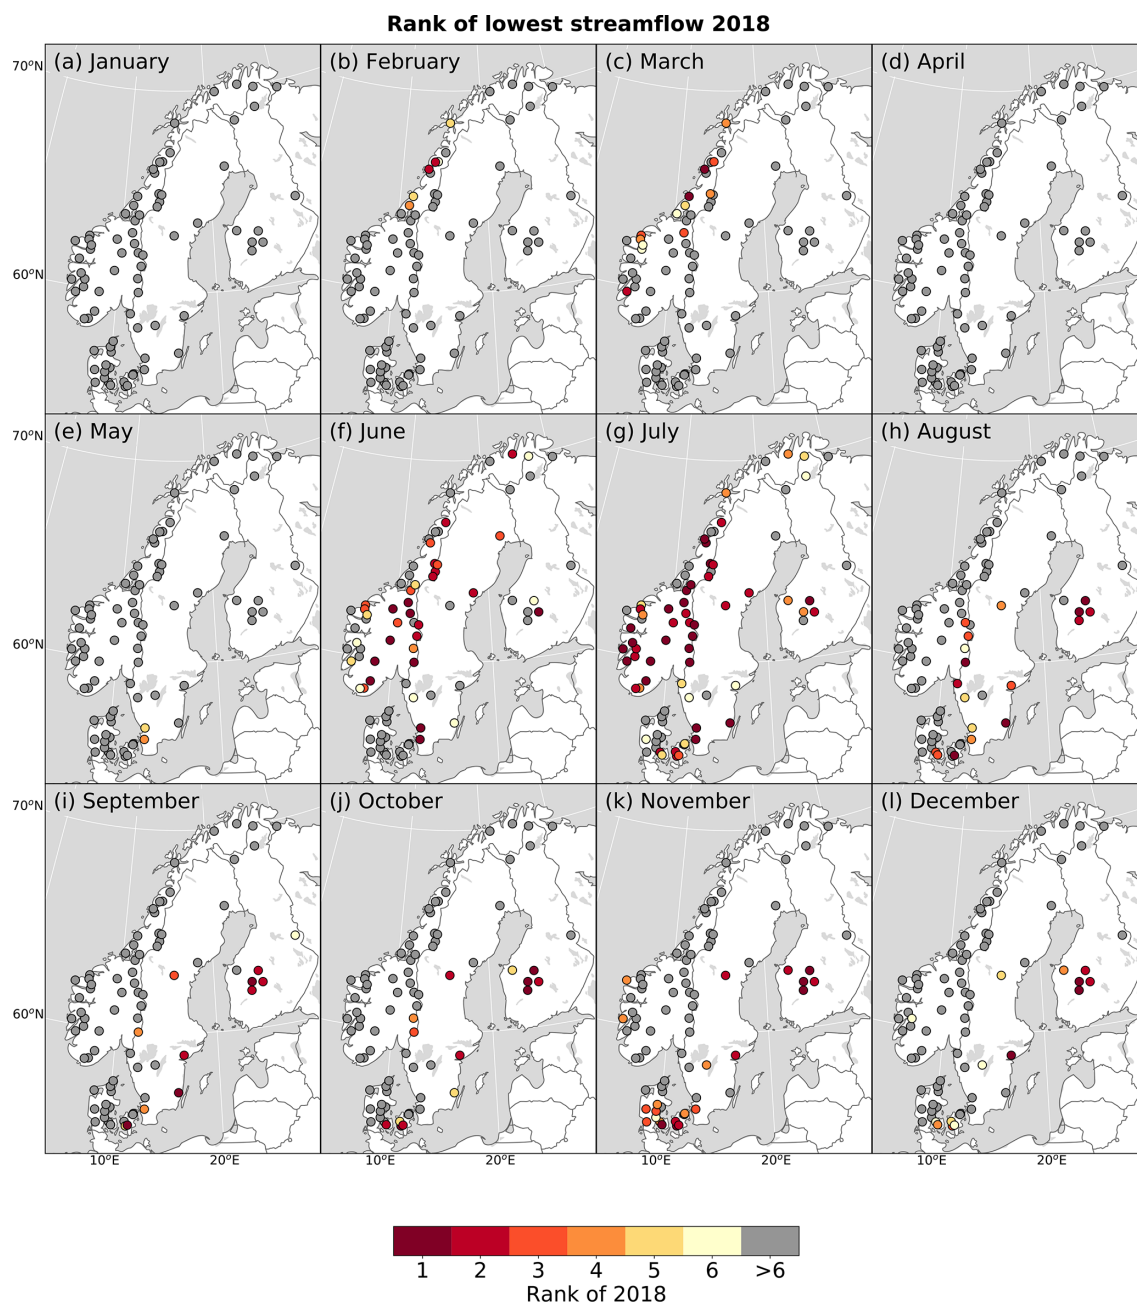 Rank of lowest streamflow 2018
(a) January
(b) February
(c) March
(d) April
70°N
60°N
(e) May
(f) June
(g) July
(h) August
70°N
60°N
(i) September
(j) October
(k) November
(l) December
70°N
60°N
10°E 20°E 10°E 20°E 10°E 20°E 10°E 20°E
1 2 3 4 5 6 >6
Rank of 2018